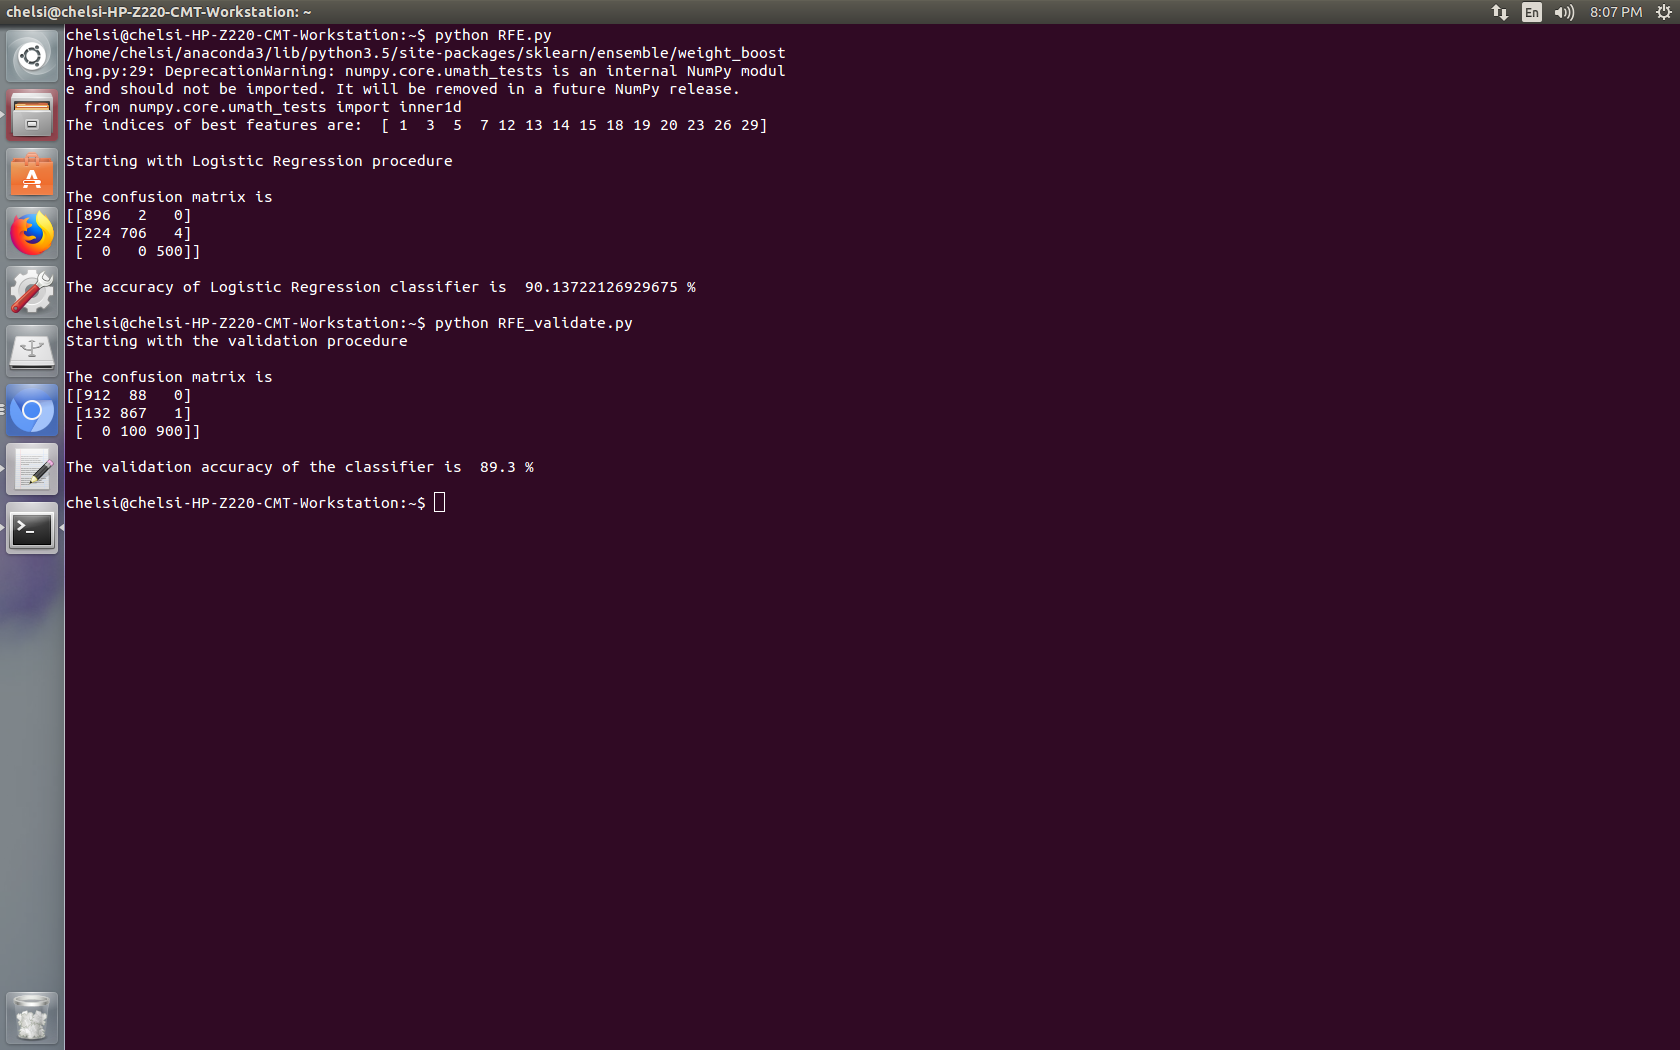 chelsi@chelsi-HP-Z220-CMT-Workstation: ~
En
8:07 PM
chelsi@chelsi-HP-Z220-CMT-Workstation:~$ python RFE.py
/home/chelsi/anaconda3/lib/python3.5/site-packages/sklearn/ensemble/weight_boost
ing.py:29: DeprecationWarning: numpy.core.umath_tests is an internal NumPy modul
e and should not be imported. It will be removed in a future NumPy release.
  from numpy.core.umath_tests import inner1d
The indices of best features are:  [ 1  3  5  7 12 13 14 15 18 19 20 23 26 29]
Starting with Logistic Regression procedure
The confusion matrix is
[[896   2   0]
 [224 706   4]
 [  0   0 500]]
The accuracy of Logistic Regression classifier is  90.13722126929675 %
chelsi@chelsi-HP-Z220-CMT-Workstation:~$ python RFE_validate.py
Starting with the validation procedure
The confusion matrix is
[[912  88   0]
 [132 867   1]
 [  0 100 900]]
The validation accuracy of the classifier is  89.3 %
chelsi@chelsi-HP-Z220-CMT-Workstation:~$